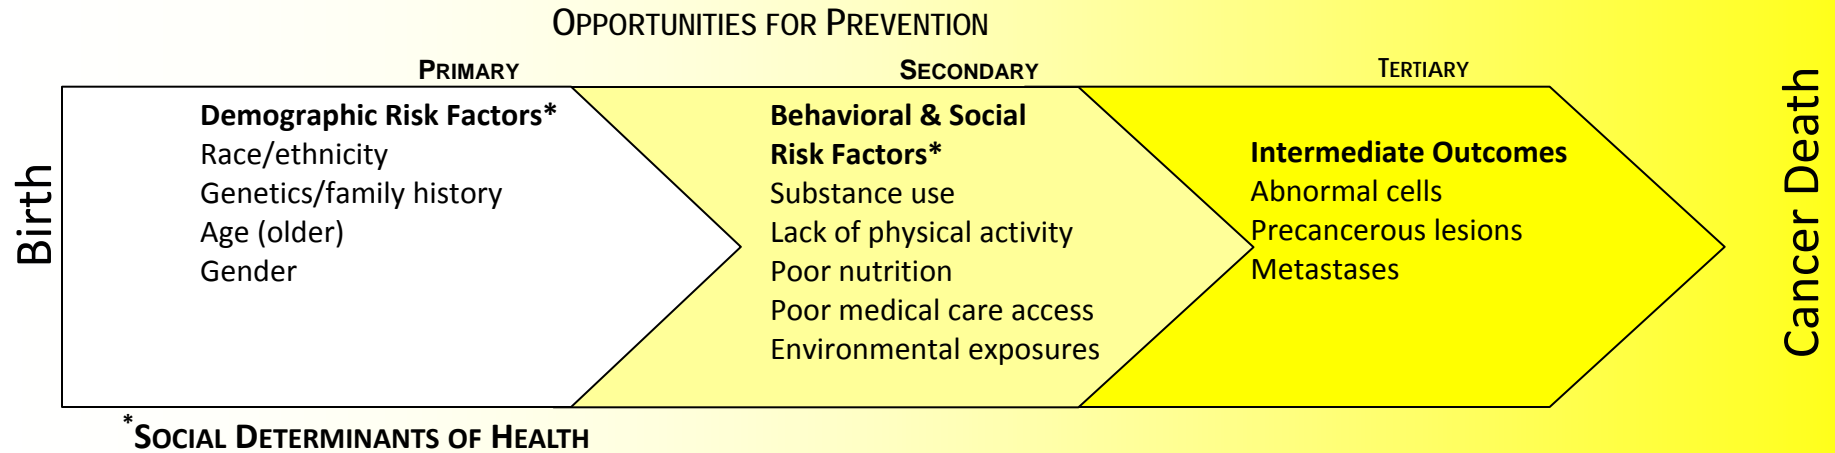 OPPORTUNITIES FOR PREVENTION
PRIMARY
SECONDARY
TERTIARY
Birth
Demographic Risk Factors*
Race/ethnicity
Genetics/family history
Age (older)
Gender
Behavioral & Social
Risk Factors*
Substance use
Lack of physical activity
Poor nutrition
Poor medical care access
Environmental exposures
Intermediate Outcomes
Abnormal cells
Precancerous lesions
Metastases
Cancer Death
*SOCIAL DETERMINANTS OF HEALTH